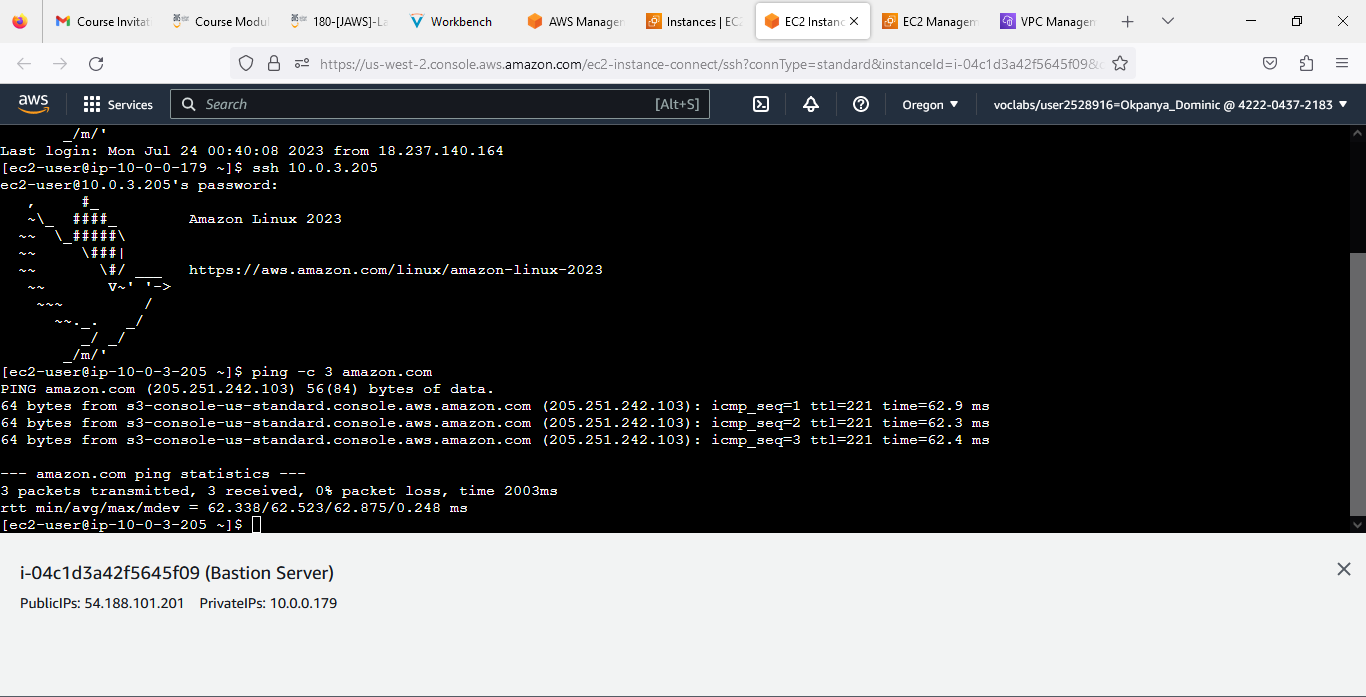 Course Invitat
Course Modul
180-[JAWS]-La
Workbench
AWS Manager
Instances | EC
EC2 Instanc
EC2 Managem
VPC Managem
https://us-west-2.console.aws.amazon.com/ec2-instance-connect/ssh?connType=standard&instanceId=i-04c1d3a42f5645f09&c
aws
Services
Search
[Alt+S]
Oregon
voclabs/user2528916=Okpanya_Dominic @ 4222-0437-2183
       _/m/'
Last login: Mon Jul 24 00:40:08 2023 from 18.237.140.164
[ec2-user@ip-10-0-0-179 ~]$ ssh 10.0.3.205
ec2-user@10.0.3.205's password:
   ,     #_
   ~\_  ####_        Amazon Linux 2023
  ~~  \_#####\
  ~~     \###|
  ~~       \#/ ___   https://aws.amazon.com/linux/amazon-linux-2023
   ~~       V~' '->
    ~~~         /
      ~~._.   _/
         _/ _/
       _/m/'
[ec2-user@ip-10-0-3-205 ~]$ ping -c 3 amazon.com
PING amazon.com (205.251.242.103) 56(84) bytes of data.
64 bytes from s3-console-us-standard.console.aws.amazon.com (205.251.242.103): icmp_seq=1 ttl=221 time=62.9 ms
64 bytes from s3-console-us-standard.console.aws.amazon.com (205.251.242.103): icmp_seq=2 ttl=221 time=62.3 ms
64 bytes from s3-console-us-standard.console.aws.amazon.com (205.251.242.103): icmp_seq=3 ttl=221 time=62.4 ms
--- amazon.com ping statistics ---
3 packets transmitted, 3 received, 0% packet loss, time 2003ms
rtt min/avg/max/mdev = 62.338/62.523/62.875/0.248 ms
[ec2-user@ip-10-0-3-205 ~]$
i-04c1d3a42f5645f09 (Bastion Server)
PublicIPs: 54.188.101.201 PrivateIPs: 10.0.0.179